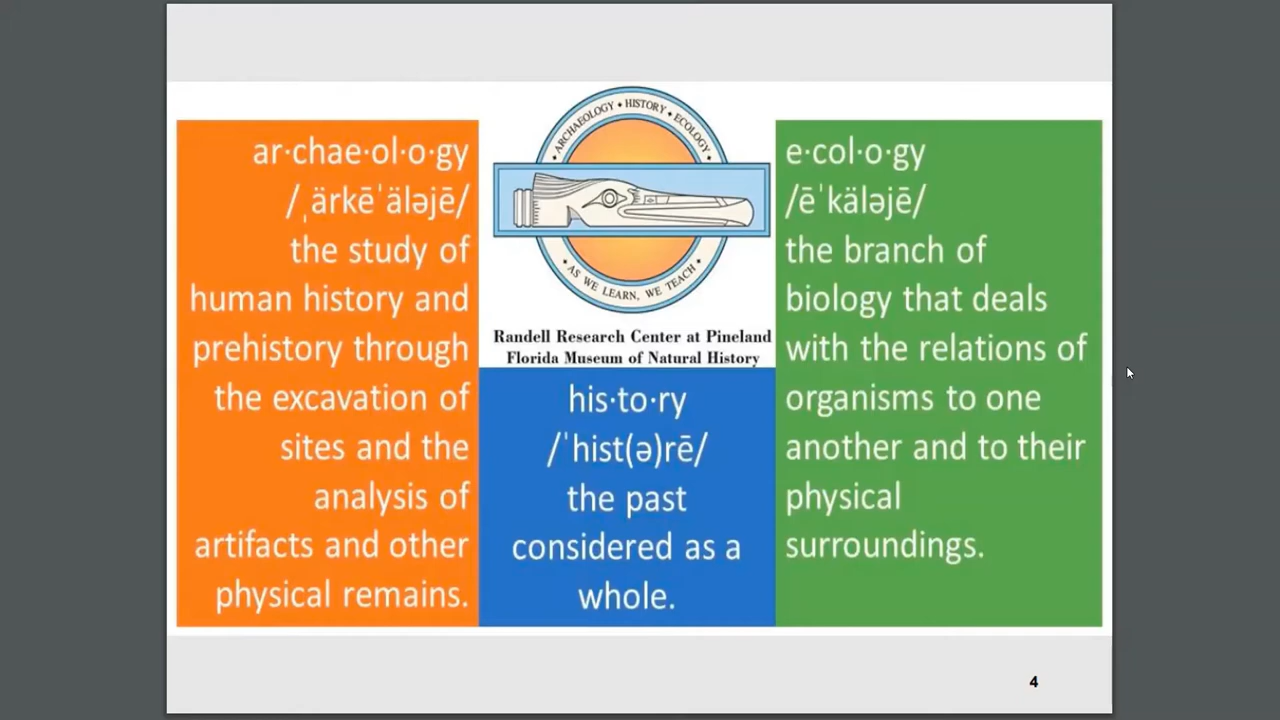 ar·chae·ol·o·gy
/ˌärkēˈäləjē/
the study of
human history and
prehistory through
the excavation of
sites and the
analysis of
artifacts and other
physical remains.
ARCHAEOLOGY • HISTORY • ECOLOGY
• AS WE LEARN, WE TEACH •
Randell Research Center at Pineland
Florida Museum of Natural History
his·to·ry
/ˈhist(ə)rē/
the past
considered as a
whole.
e·col·o·gy
/ēˈkäləjē/
the branch of
biology that deals
with the relations of
organisms to one
another and to their
physical
surroundings.
4